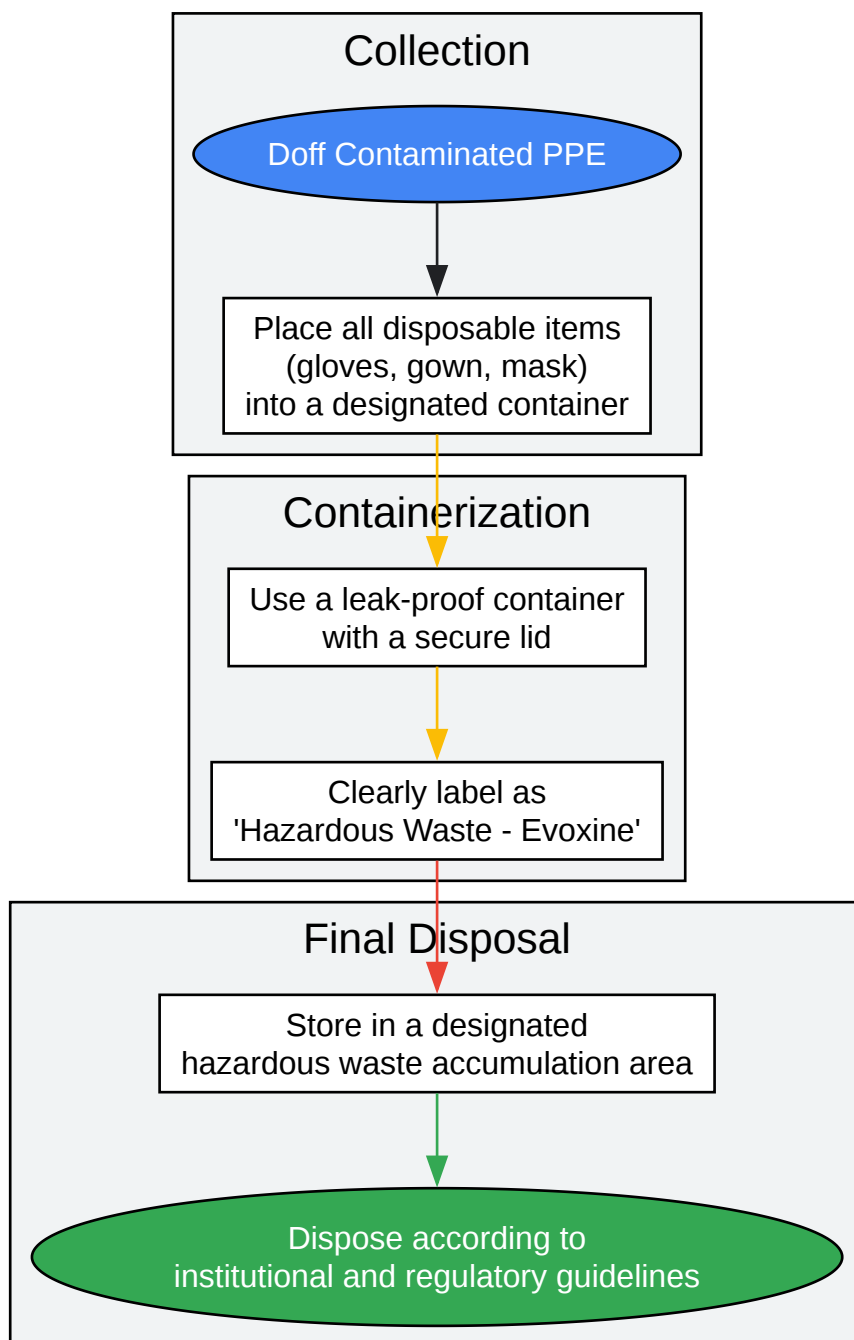 Collection
Doff Contaminated PPE
Place all disposable items
(gloves, gown, mask)
into a designated container
Containerization
Use a leak-proof container
with a secure lid
Clearly label as
'Hazardous Waste - Evoxine'
Final Disposal
Store in a designated
hazardous waste accumulation area
Dispose according to
institutional and regulatory guidelines